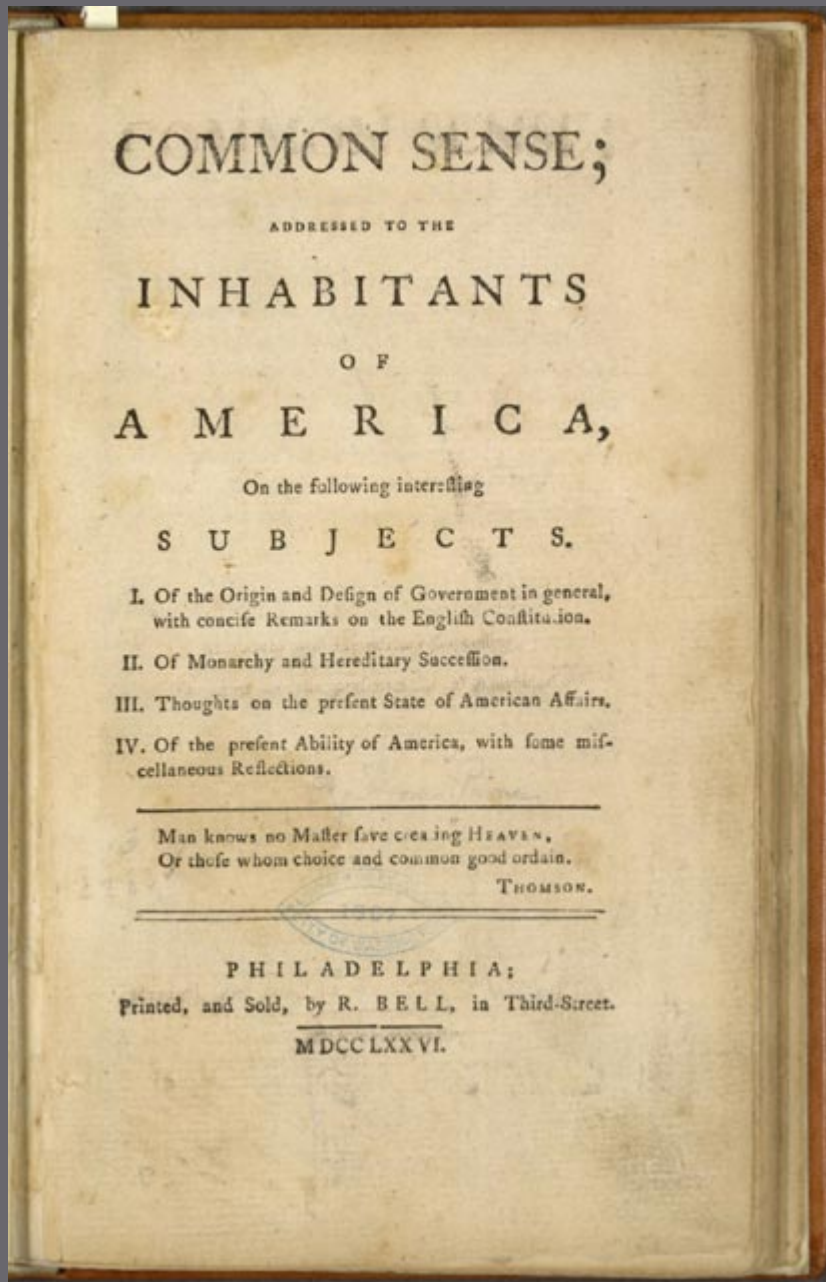 COMMON SENSE;
ADDRESSED TO THE
INHABITANTS
OF
AMERICA,
On the following intereſting
SUBJECTS.
I. Of the Origin and Deſign of Government in general,
with conciſe Remarks on the Engliſh Conſtitution.
II. Of Monarchy and Hereditary Succeſſion.
III. Thoughts on the preſent State of American Affairs.
IV. Of the preſent Ability of America, with ſome miſ-
cellaneous Reflections.
Man knows no Maſter ſave creating HEAVEN,
Or thoſe whom choice and common good ordain.
THOMSON.
PHILADELPHIA;
Printed, and Sold, by R. BELL, in Third-Street.
MDCCLXXVI.